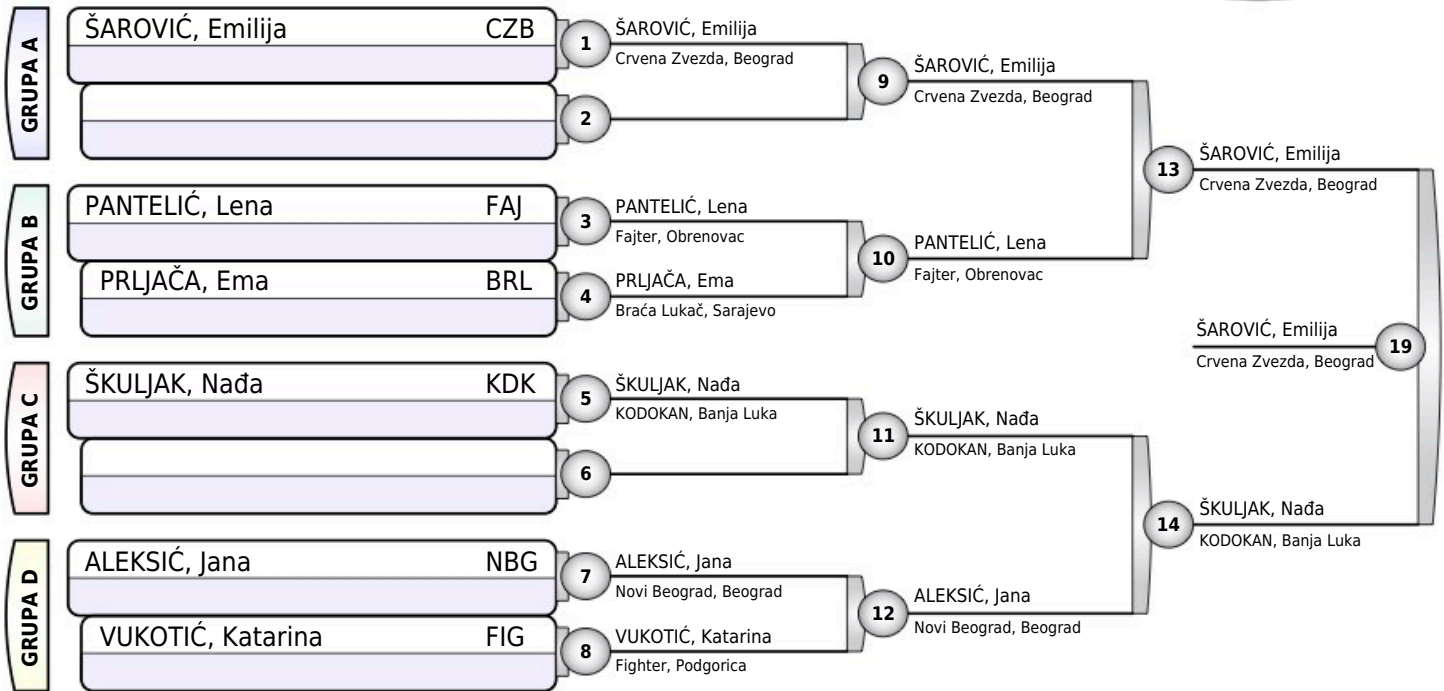 GRUPA A
ŠAROVIĆ, Emilija CZB
1
2
GRUPA B
PANTELIĆ, Lena FAJ
PRLJAČA, Ema BRL
3
4
GRUPA C
ŠKULJAK, Nađa KDK
5
6
GRUPA D
ALEKSIĆ, Jana NBG
VUKOTIĆ, Katarina FIG
7
8
ŠAROVIĆ, Emilija
Crvena Zvezda, Beograd
PANTELIĆ, Lena
Fajter, Obrenovac
PRLJAČA, Ema
Braća Lukač, Sarajevo
ŠKULJAK, Nađa
KODOKAN, Banja Luka
ALEKSIĆ, Jana
Novi Beograd, Beograd
VUKOTIĆ, Katarina
Fighter, Podgorica
9
ŠAROVIĆ, Emilija
Crvena Zvezda, Beograd
10
PANTELIĆ, Lena
Fajter, Obrenovac
11
ŠKULJAK, Nađa
KODOKAN, Banja Luka
12
ALEKSIĆ, Jana
Novi Beograd, Beograd
13
ŠAROVIĆ, Emilija
Crvena Zvezda, Beograd
14
ŠKULJAK, Nađa
KODOKAN, Banja Luka
ŠAROVIĆ, Emilija
Crvena Zvezda, Beograd
19